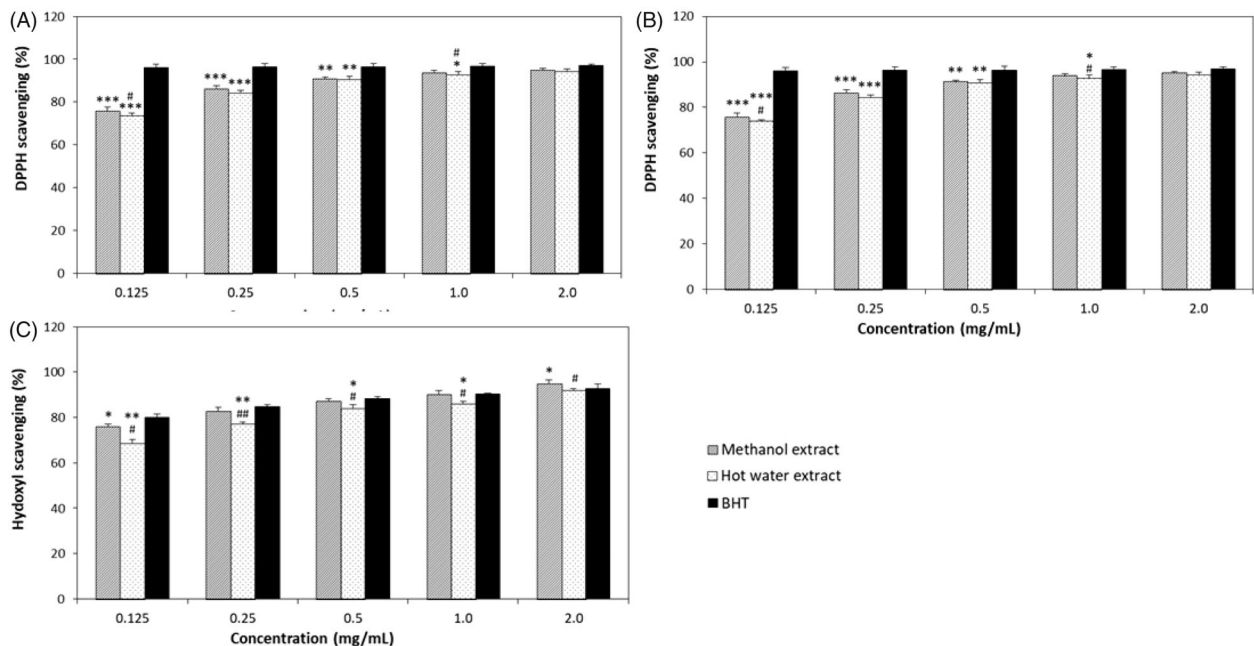 (A)
DPPH scavenging (%)
120
100
80
60
40
20
0
*** # *** *** *** ** ** # *
0.125 0.25 0.5 1.0 2.0
(B)
DPPH scavenging (%)
120
100
80
60
40
20
0
*** *** # *** *** ** ** * #
0.125 0.25 0.5 1.0 2.0
Concentration (mg/mL)
(C)
Hydoxyl scavenging (%)
120
100
80
60
40
20
0
* ** # ** ## * # * # * #
0.125 0.25 0.5 1.0 2.0
Concentration (mg/mL)
Methanol extract
Hot water extract
BHT